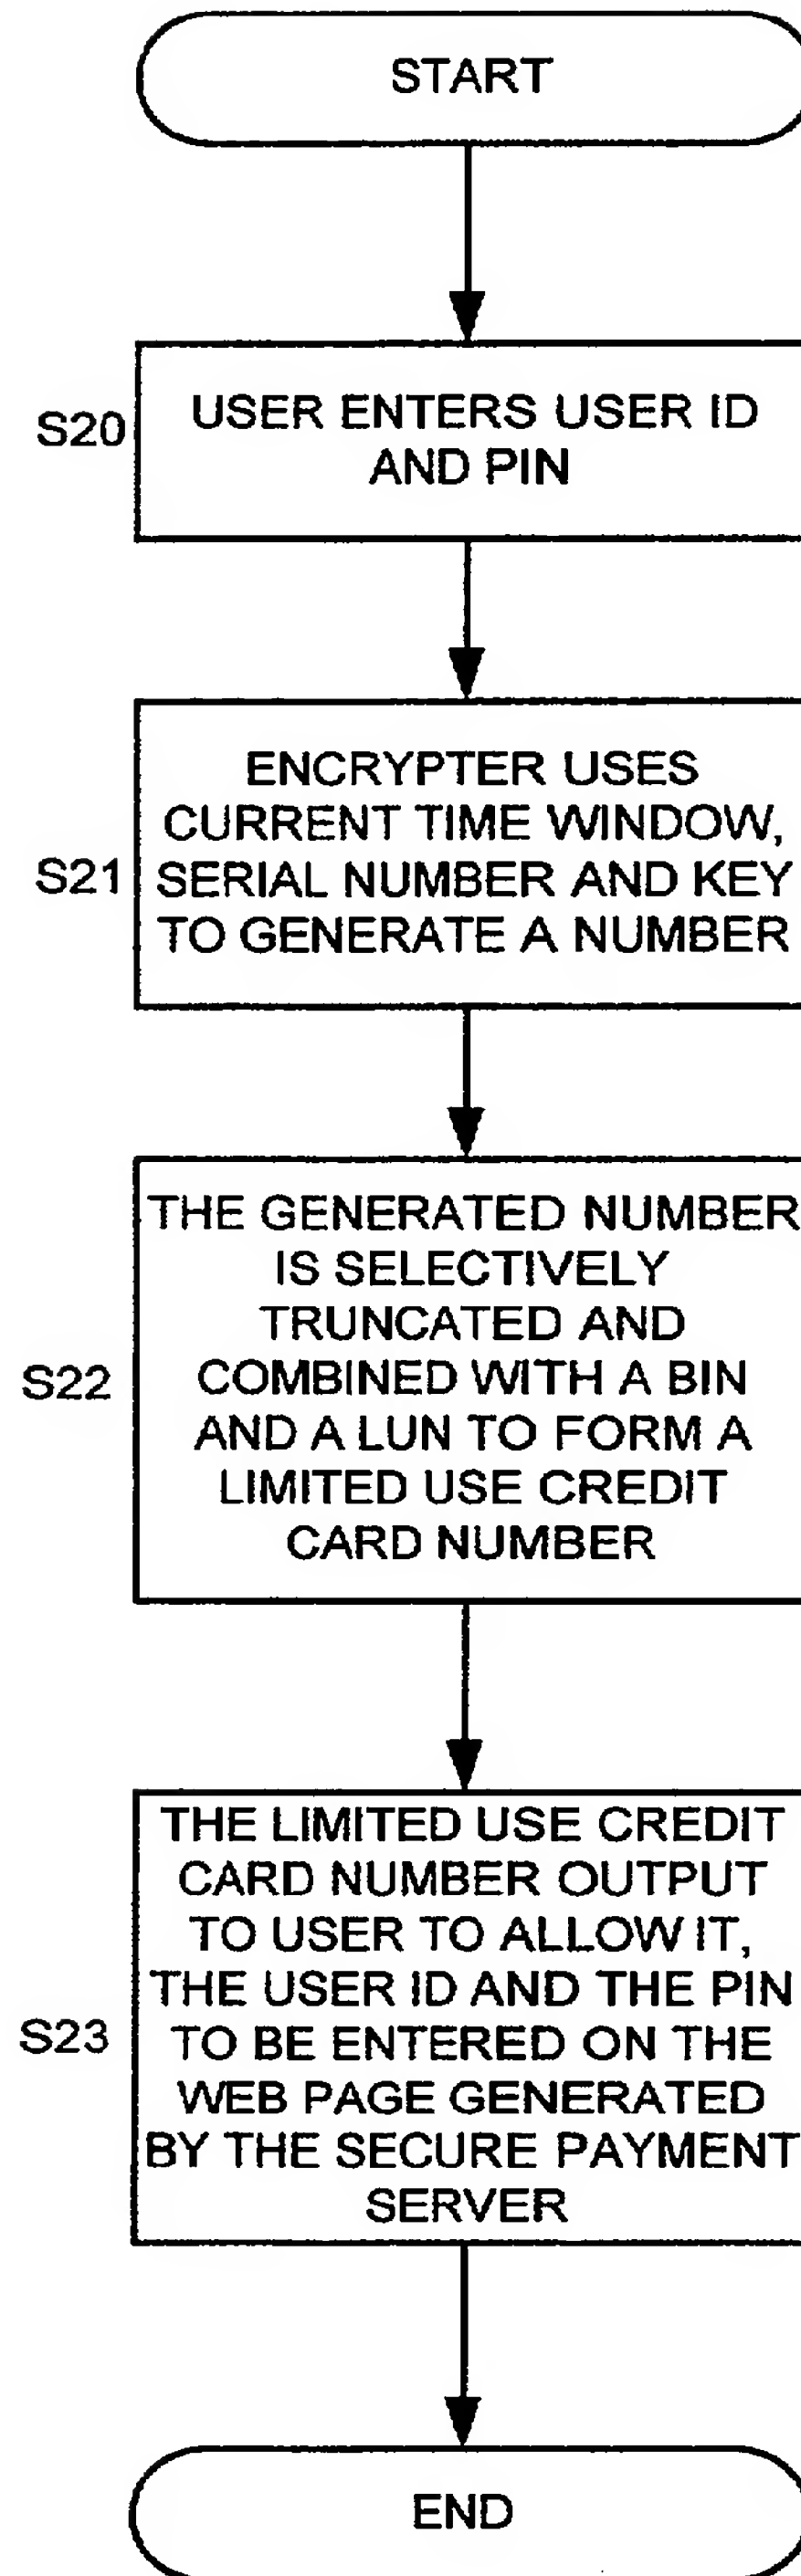 START
S20
USER ENTERS USER ID
AND PIN
S21
ENCRYPTER USES
CURRENT TIME WINDOW,
SERIAL NUMBER AND KEY
TO GENERATE A NUMBER
S22
THE GENERATED NUMBER
IS SELECTIVELY
TRUNCATED AND
COMBINED WITH A BIN
AND A LUN TO FORM A
LIMITED USE CREDIT
CARD NUMBER
S23
THE LIMITED USE CREDIT
CARD NUMBER OUTPUT
TO USER TO ALLOW IT,
THE USER ID AND THE PIN
TO BE ENTERED ON THE
WEB PAGE GENERATED
BY THE SECURE PAYMENT
SERVER
END